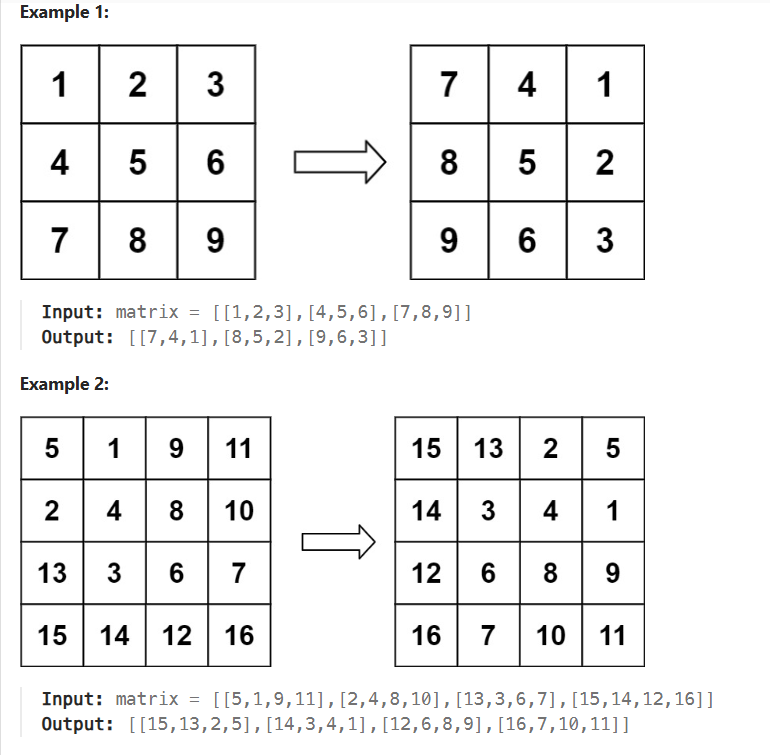 Example 1:
1 2 3 7 4 1
4 5 6 8 5 2
7 8 9 9 6 3
Input: matrix = [[1,2,3],[4,5,6],[7,8,9]]
Output: [[7,4,1],[8,5,2],[9,6,3]]
Example 2:
5 1 9 11 15 13 2 5
2 4 8 10 14 3 4 1
13 3 6 7 12 6 8 9
15 14 12 16 16 7 10 11
Input: matrix = [[5,1,9,11],[2,4,8,10],[13,3,6,7],[15,14,12,16]]
Output: [[15,13,2,5],[14,3,4,1],[12,6,8,9],[16,7,10,11]]